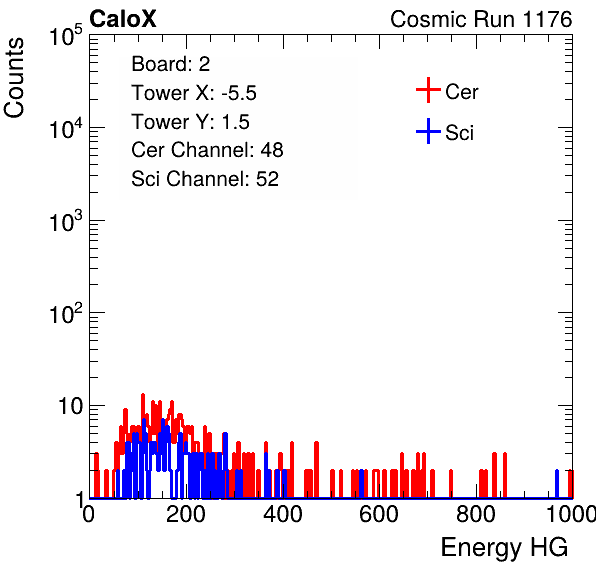 CaloX Cosmic Run 1176
Counts
Board: 2
Tower X: -5.5
Tower Y: 1.5
Cer Channel: 48
Sci Channel: 52
Cer
Sci
10^5
10^4
10^3
10^2
10
1
0 200 400 600 800 1000
Energy HG